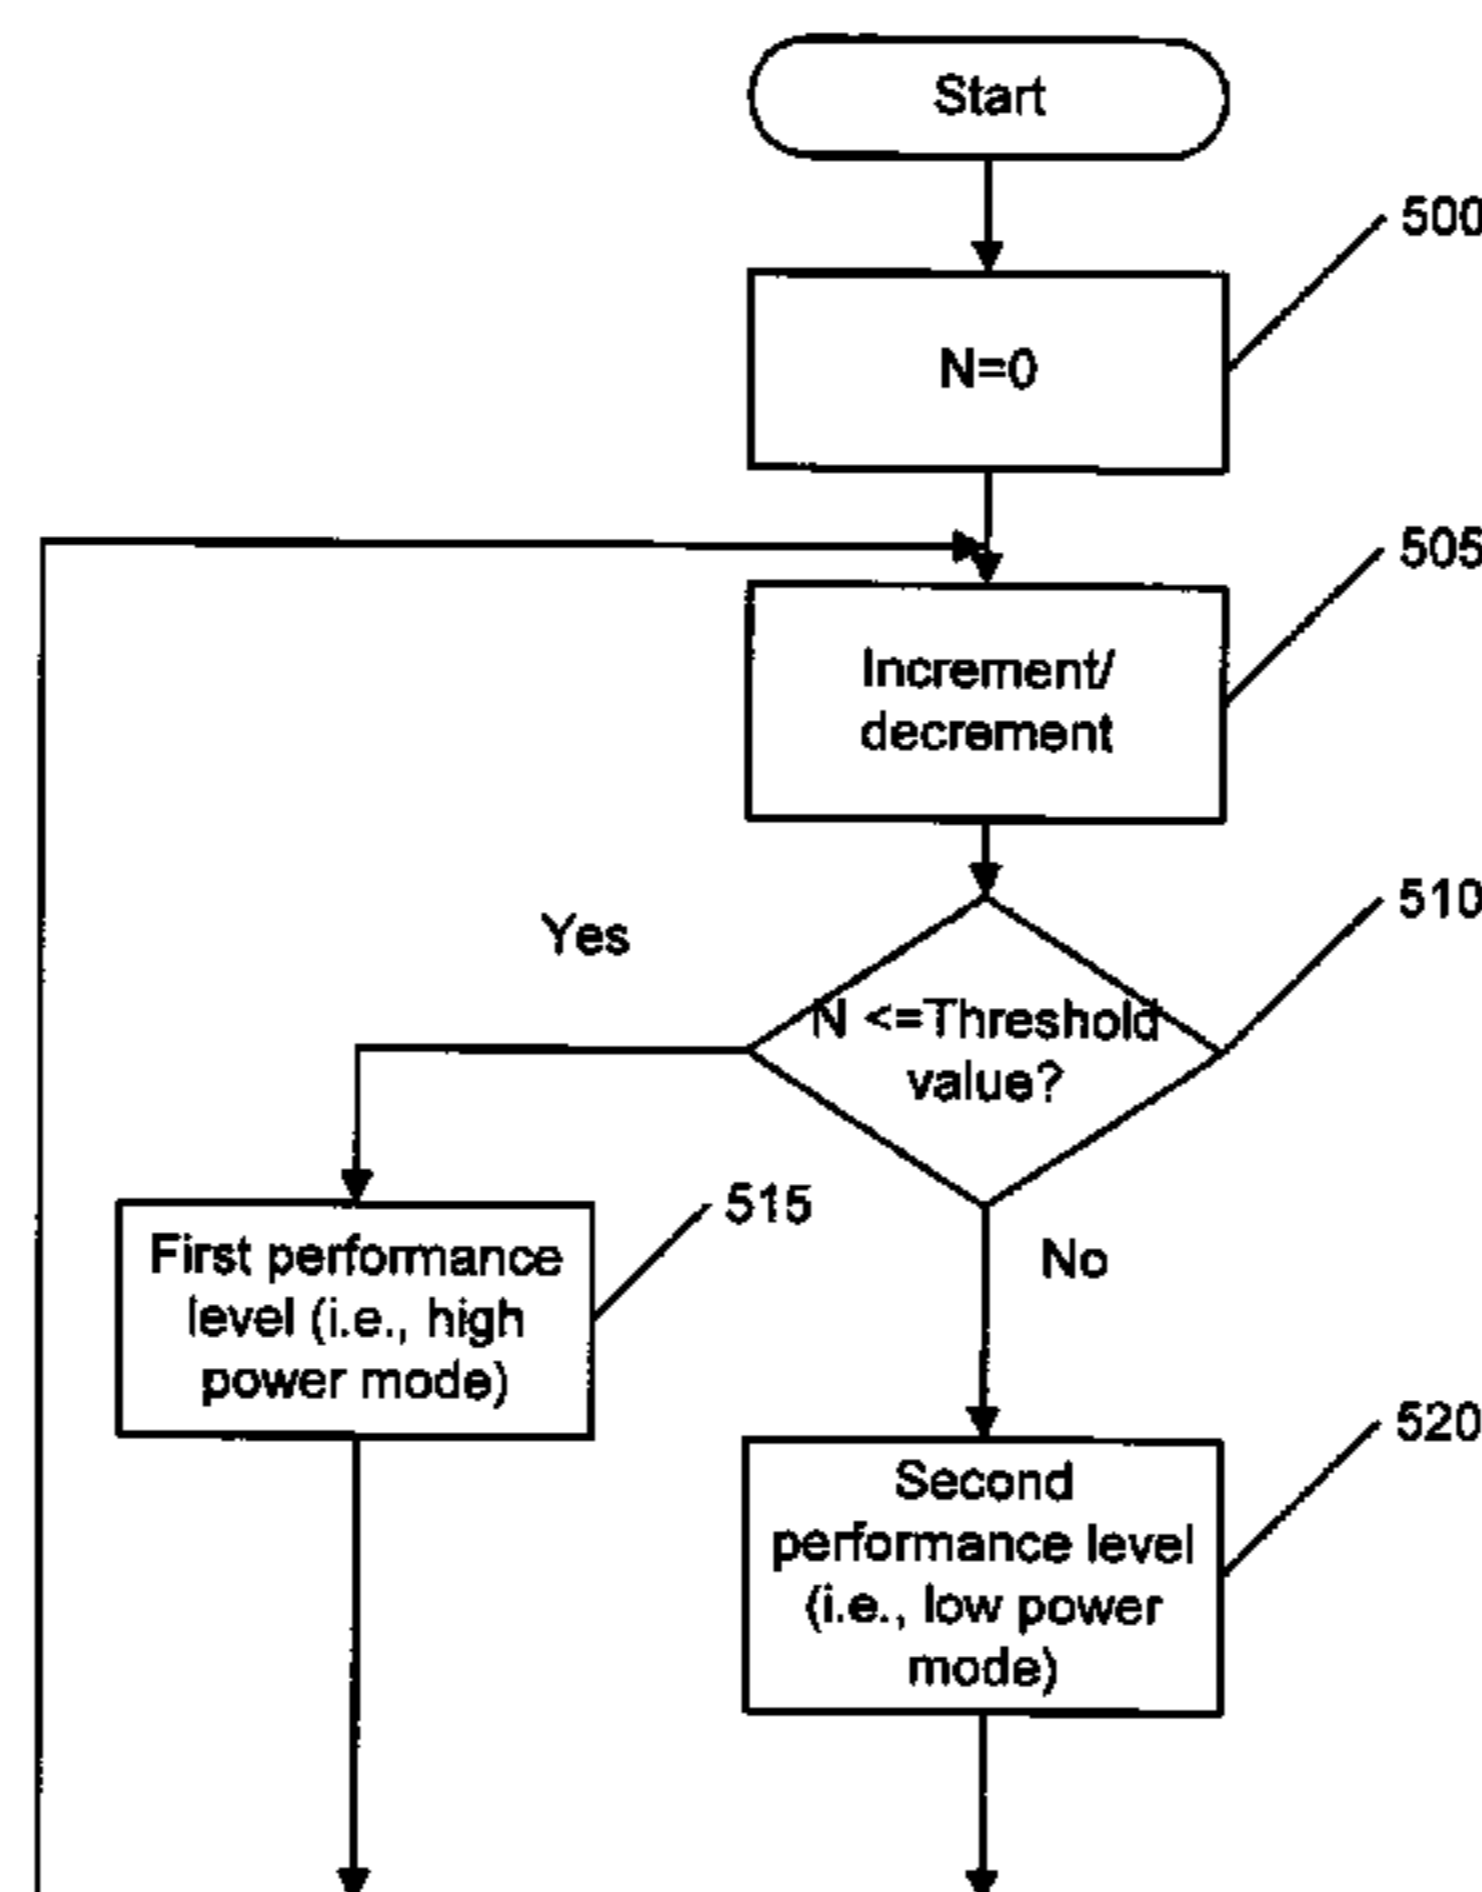 Start
500
N=0
505
Increment/
decrement
510
Yes
N <=Threshold
value?
515
First performance
level (i.e., high
power mode)
No
520
Second
performance level
(i.e., low power
mode)